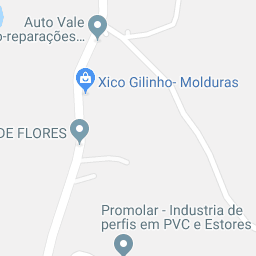 Auto Vale
o-reparações...
Xico Gilinho- Molduras
DE FLORES
Promolar - Industria de
perfis em PVC e Estores